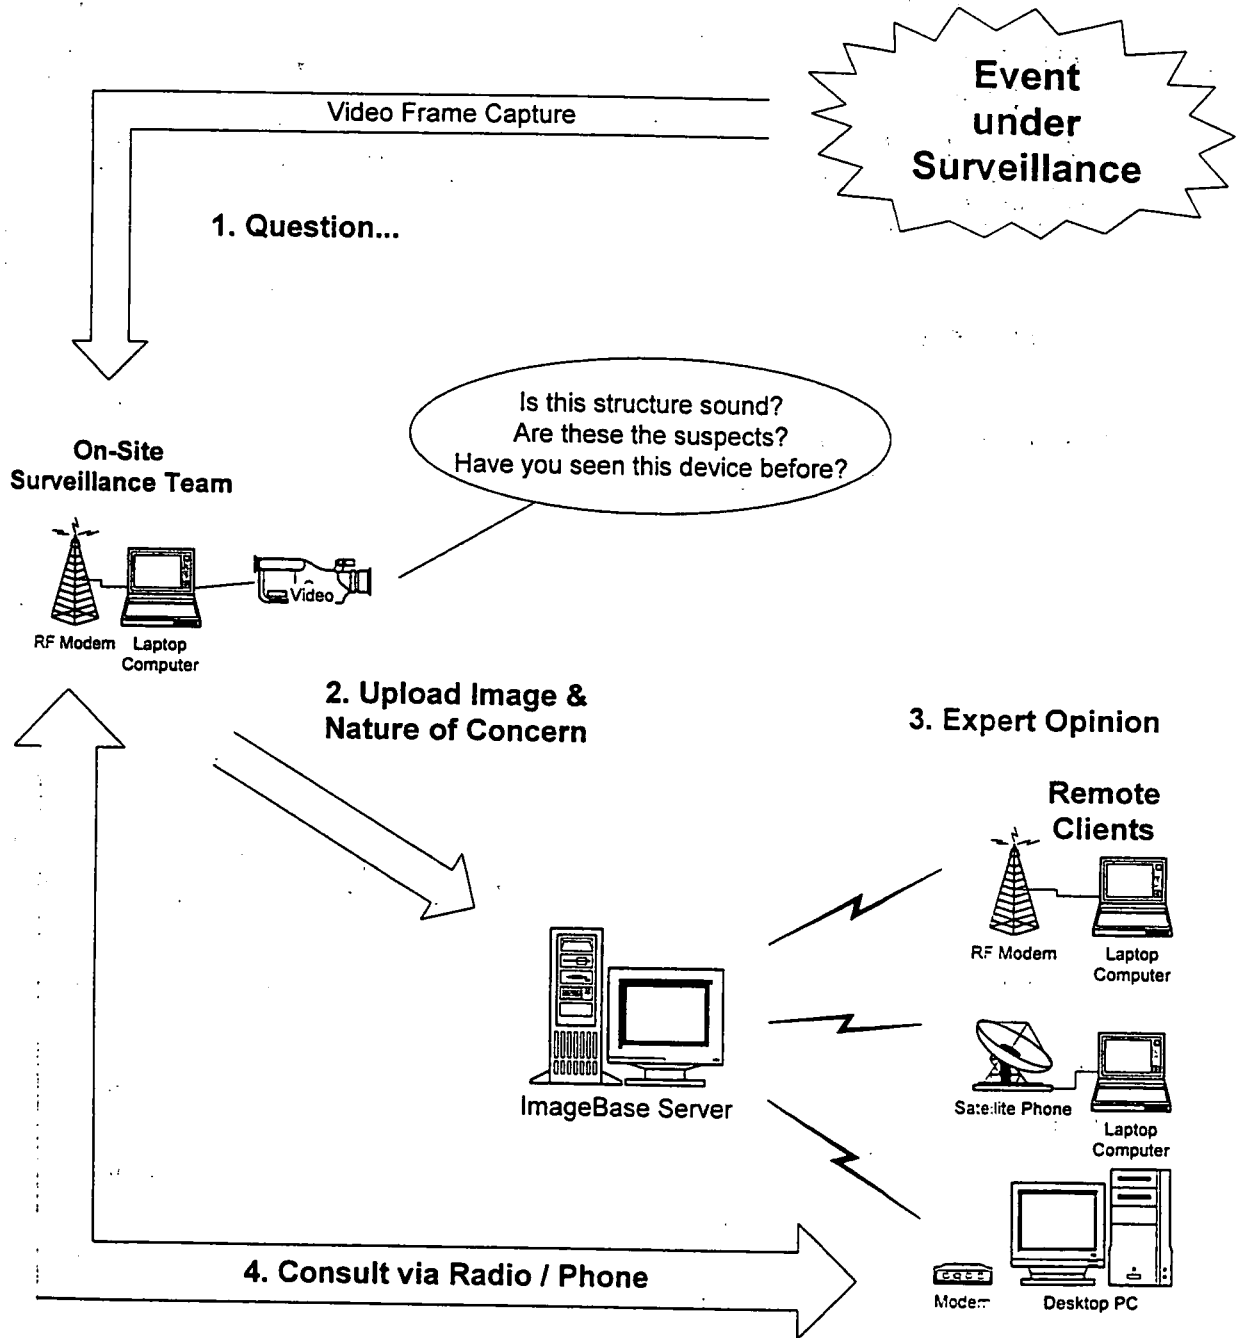 Event
under
Surveillance
Video Frame Capture
1. Question...
Is this structure sound?
Are these the suspects?
Have you seen this device before?
On-Site
Surveillance Team
Video
RF Modem
Laptop
Computer
2. Upload Image &
Nature of Concern
3. Expert Opinion
Remote
Clients
RF Modem
Laptop
Computer
ImageBase Server
Satellite Phone
Laptop
Computer
4. Consult via Radio / Phone
Modem
Desktop PC